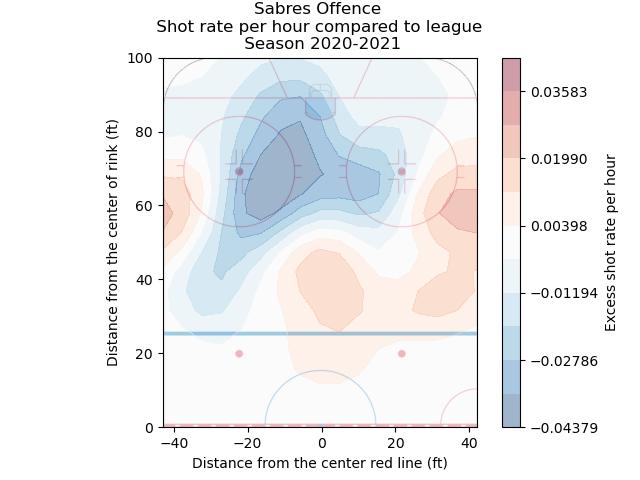 Sabres Offence
Shot rate per hour compared to league
Season 2020-2021
100
80
60
40
20
0
−40
−20
0
20
40
Distance from the center red line (ft)
Distance from the center of rink (ft)
0.03583
0.01990
0.00398
−0.01194
−0.02786
−0.04379
Excess shot rate per hour